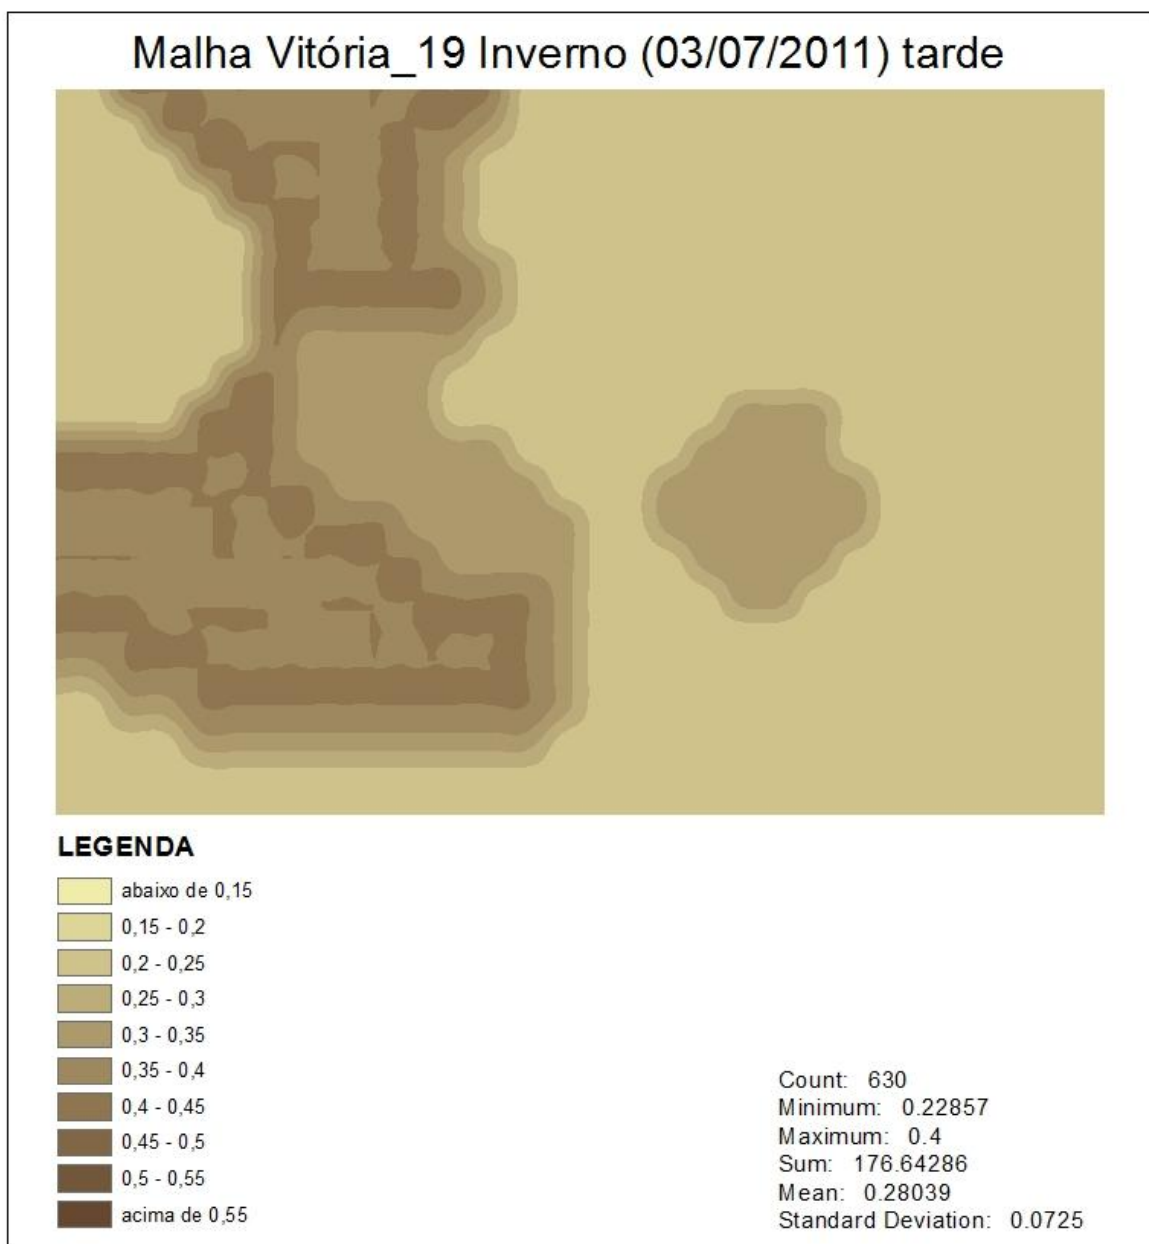 Malha Vitória_19 Inverno (03/07/2011) tarde
LEGENDA
abaixo de 0,15
0,15 - 0,2
0,2 - 0,25
0,25 - 0,3
0,3 - 0,35
0,35 - 0,4
0,4 - 0,45
0,45 - 0,5
0,5 - 0,55
acima de 0,55
Count: 630
Minimum: 0.22857
Maximum: 0.4
Sum: 176.64286
Mean: 0.28039
Standard Deviation: 0.0725